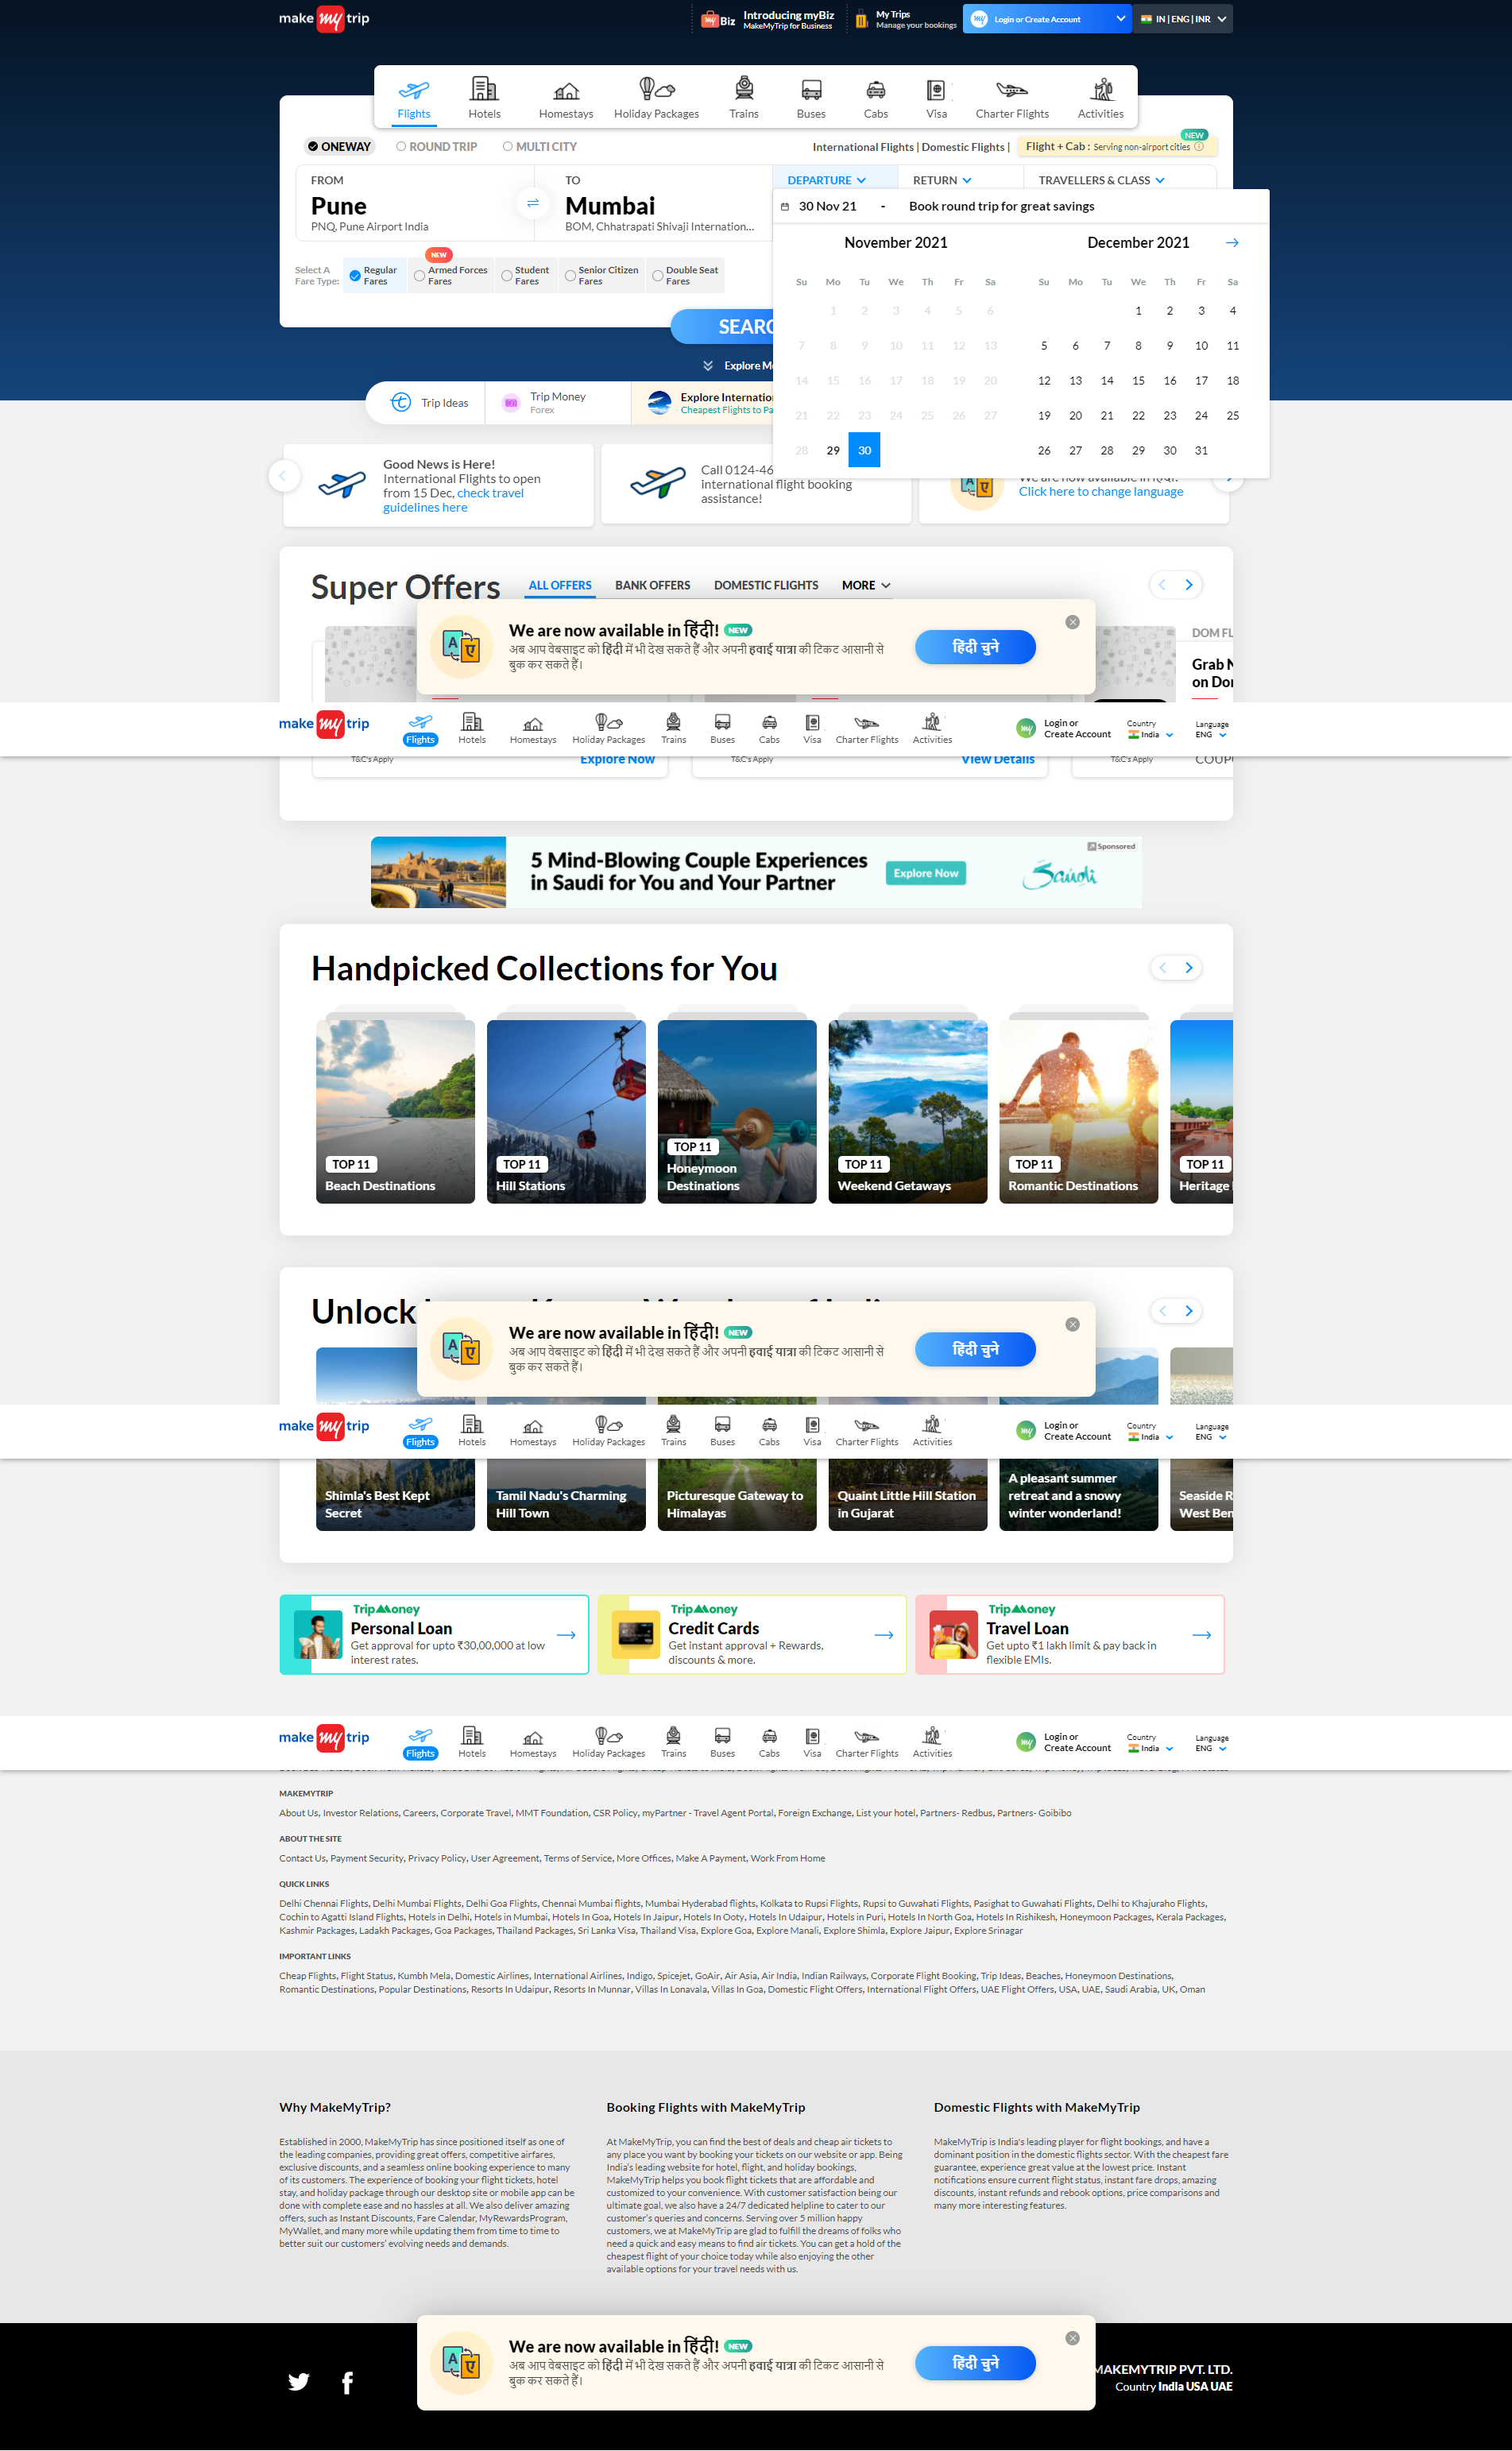 make my trip
myBiz
Introducing myBiz
MakeMyTrip for Business
My Trips
Manage your bookings
my
Login or Create Account
IN | ENG | INR
Flights
Hotels
Homestays
Holiday Packages
Trains
Buses
Cabs
Visa
Charter Flights
Activities
ONEWAY
ROUND TRIP
MULTI CITY
International Flights | Domestic Flights |
NEW
Flight + Cab : Serving non-airport cities
FROM
Pune
PNQ, Pune Airport India
TO
Mumbai
BOM, Chhatrapati Shivaji Internation...
DEPARTURE
RETURN
TRAVELLERS & CLASS
30 Nov 21 - Book round trip for great savings
November 2021
Su Mo Tu We Th Fr Sa
1 2 3 4 5 6
7 8 9 10 11 12 13
14 15 16 17 18 19 20
21 22 23 24 25 26 27
28 29 30
December 2021
Su Mo Tu We Th Fr Sa
1 2 3 4
5 6 7 8 9 10 11
12 13 14 15 16 17 18
19 20 21 22 23 24 25
26 27 28 29 30 31
Select A
Fare Type:
Regular
Fares
NEW
Armed Forces
Fares
Student
Fares
Senior Citizen
Fares
Double Seat
Fares
Explore
Trip Ideas
Trip Money
Forex
Explore
Cheapest Flights to
Good News is Here!
International Flights to open
from 15 Dec, check travel
guidelines here
Call 0124-46
international flight booking
assistance!
We are now available in
Click here to change language
Super Offers
ALL OFFERS
BANK OFFERS
DOMESTIC FLIGHTS
MORE
We are now available in हिंदी! NEW
अब आप वेबसाइट को हिंदी में भी देख सकते हैं और अपनी हवाई यात्रा की टिकट आसानी से
बुक कर सकते हैं।
हिंदी चुनें
DOM
Grab
on
make my trip
Flights
Hotels
Homestays
Holiday Packages
Trains
Buses
Cabs
Visa
Charter Flights
Activities
my
Login or
Create Account
Country
India
Language
ENG
T&C's Apply
Explore Now
T&C's Apply
View Details
T&C's Apply
5 Mind-Blowing Couple Experiences
in Saudi for You and Your Partner
Explore Now
Sponsored
Saudi
Handpicked Collections for You
TOP 11
Beach Destinations
TOP 11
Hill Stations
TOP 11
Honeymoon
Destinations
TOP 11
Weekend Getaways
TOP 11
Romantic Destinations
TOP 11
Heritage
Unlock
We are now available in हिंदी! NEW
अब आप वेबसाइट को हिंदी में भी देख सकते हैं और अपनी हवाई यात्रा की टिकट आसानी से
बुक कर सकते हैं।
हिंदी चुनें
make my trip
Flights
Hotels
Homestays
Holiday Packages
Trains
Buses
Cabs
Visa
Charter Flights
Activities
my
Login or
Create Account
Country
India
Language
ENG
Shimla's Best Kept
Secret
Tamil Nadu's Charming
Hill Town
Picturesque Gateway to
Himalayas
Quaint Little Hill Station
in Gujarat
A pleasant summer
retreat and a snowy
winter wonderland!
Seaside
West
TripMoney
Personal Loan
Get approval for upto ₹30,00,000 at low
interest rates.
TripMoney
Credit Cards
Get instant approval + Rewards,
discounts & more.
TripMoney
Travel Loan
Get upto ₹1 lakh limit & pay back in
flexible EMIs.
make my trip
Flights
Hotels
Homestays
Holiday Packages
Trains
Buses
Cabs
Visa
Charter Flights
Activities
my
Login or
Create Account
Country
India
Language
ENG
MAKEMYTRIP
About Us, Investor Relations, Careers, Corporate Travel, MMT Foundation, CSR Policy, myPartner - Travel Agent Portal, Foreign Exchange, List your hotel, Partners- Redbus, Partners- Goibibo
ABOUT THE SITE
Contact Us, Payment Security, Privacy Policy, User Agreement, Terms of Service, More Offices, Make A Payment, Work From Home
QUICK LINKS
Delhi Chennai Flights, Delhi Mumbai Flights, Delhi Goa Flights, Chennai Mumbai flights, Mumbai Hyderabad flights, Kolkata to Rupsi Flights, Rupsi to Guwahati Flights, Pasighat to Guwahati Flights, Delhi to Khajuraho Flights,
Cochin to Agatti Island Flights, Hotels in Delhi, Hotels in Mumbai, Hotels In Goa, Hotels In Jaipur, Hotels In Ooty, Hotels In Udaipur, Hotels in Puri, Hotels In North Goa, Hotels In Rishikesh, Honeymoon Packages, Kerala Packages,
Kashmir Packages, Ladakh Packages, Goa Packages, Thailand Packages, Sri Lanka Visa, Thailand Visa, Explore Goa, Explore Manali, Explore Shimla, Explore Jaipur, Explore Srinagar
IMPORTANT LINKS
Cheap Flights, Flight Status, Kumbh Mela, Domestic Airlines, International Airlines, Indigo, Spicejet, GoAir, Air Asia, Air India, Indian Railways, Corporate Flight Booking, Trip Ideas, Beaches, Honeymoon Destinations,
Romantic Destinations, Popular Destinations, Resorts In Udaipur, Resorts In Munnar, Villas In Lonavala, Villas In Goa, Domestic Flight Offers, International Flight Offers, UAE Flight Offers, USA, UAE, Saudi Arabia, UK, Oman
Why MakeMyTrip?
Established in 2000, MakeMyTrip has since positioned itself as one of
the leading companies, providing great offers, competitive airfares,
exclusive discounts, and a seamless online booking experience to many
of its customers. The experience of booking your flight tickets, hotel
stay, and holiday package through our desktop site or mobile app can be
done with complete ease and no hassles at all. We also deliver amazing
offers, such as Instant Discounts, Fare Calendar, MyRewardsProgram,
MyWallet, and many more while updating them from time to time to
better suit our customers' evolving needs and demands.
Booking Flights with MakeMyTrip
At MakeMyTrip, you can find the best of deals and cheap air tickets to
any place you want by booking your tickets on our website or app. Being
India's leading website for hotel, flight, and holiday bookings,
MakeMyTrip helps you book flight tickets that are affordable and
customized to your convenience. With customer satisfaction being our
ultimate goal, we also have a 24/7 dedicated helpline to cater to our
customer's queries and concerns. Serving over 5 million happy
customers, we at MakeMyTrip are glad to fulfill the dreams of folks who
need a quick and easy means to find air tickets. You can get a hold of the
cheapest flight of your choice today while also enjoying the other
available options for your travel needs with us.
Domestic Flights with MakeMyTrip
MakeMyTrip is India's leading player for flight bookings, and have a
dominant position in the domestic flights sector. With the cheapest fare
guarantee, experience great value at the lowest price. Instant
notifications ensure current flight status, instant fare drops, amazing
discounts, instant refunds and rebook options, price comparisons and
many more interesting features.
We are now available in हिंदी! NEW
अब आप वेबसाइट को हिंदी में भी देख सकते हैं और अपनी हवाई यात्रा की टिकट आसानी से
बुक कर सकते हैं।
हिंदी चुनें
MAKEMYTRIP PVT. LTD.
Country India USA UAE